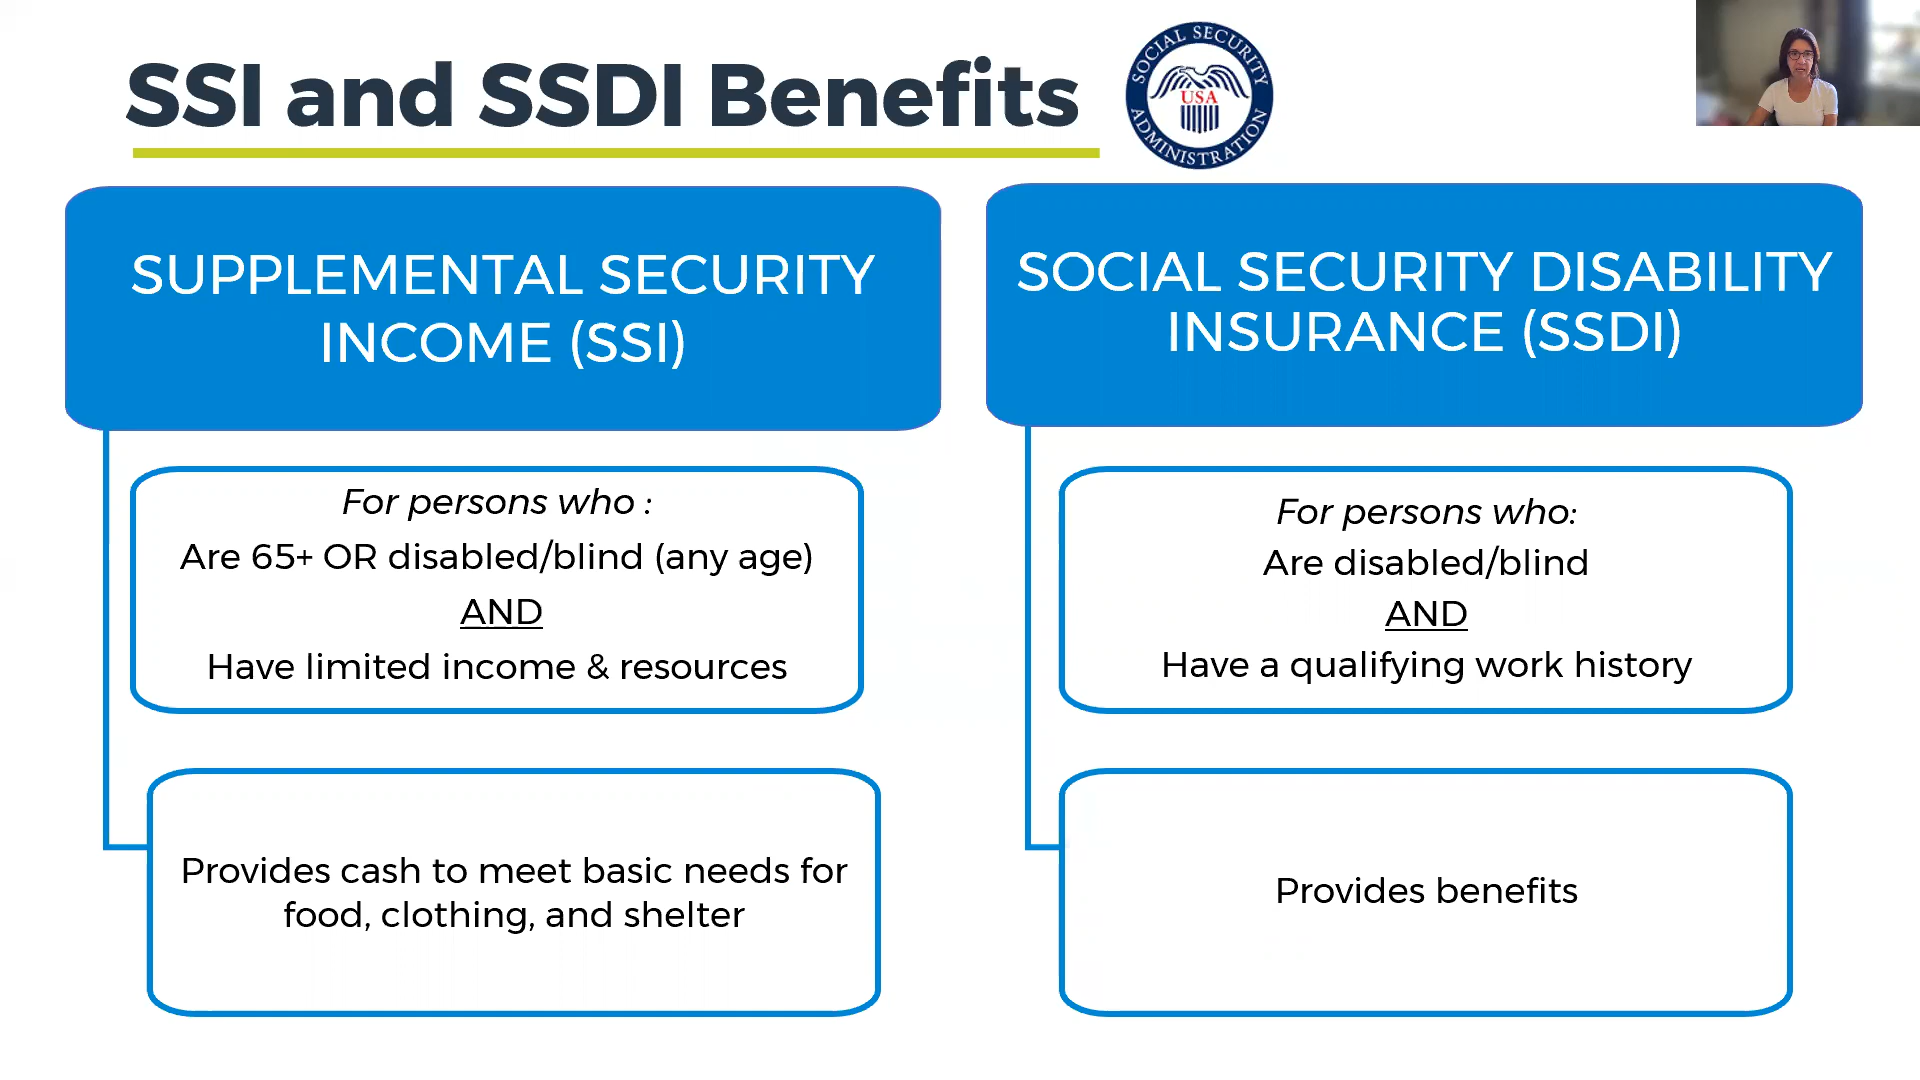 SSI and SSDI Benefits
SOCIAL SECURITY
USA
ADMINISTRATION
SUPPLEMENTAL SECURITY
INCOME (SSI)
For persons who :
Are 65+ OR disabled/blind (any age)
AND
Have limited income & resources
Provides cash to meet basic needs for
food, clothing, and shelter
SOCIAL SECURITY DISABILITY
INSURANCE (SSDI)
For persons who:
Are disabled/blind
AND
Have a qualifying work history
Provides benefits